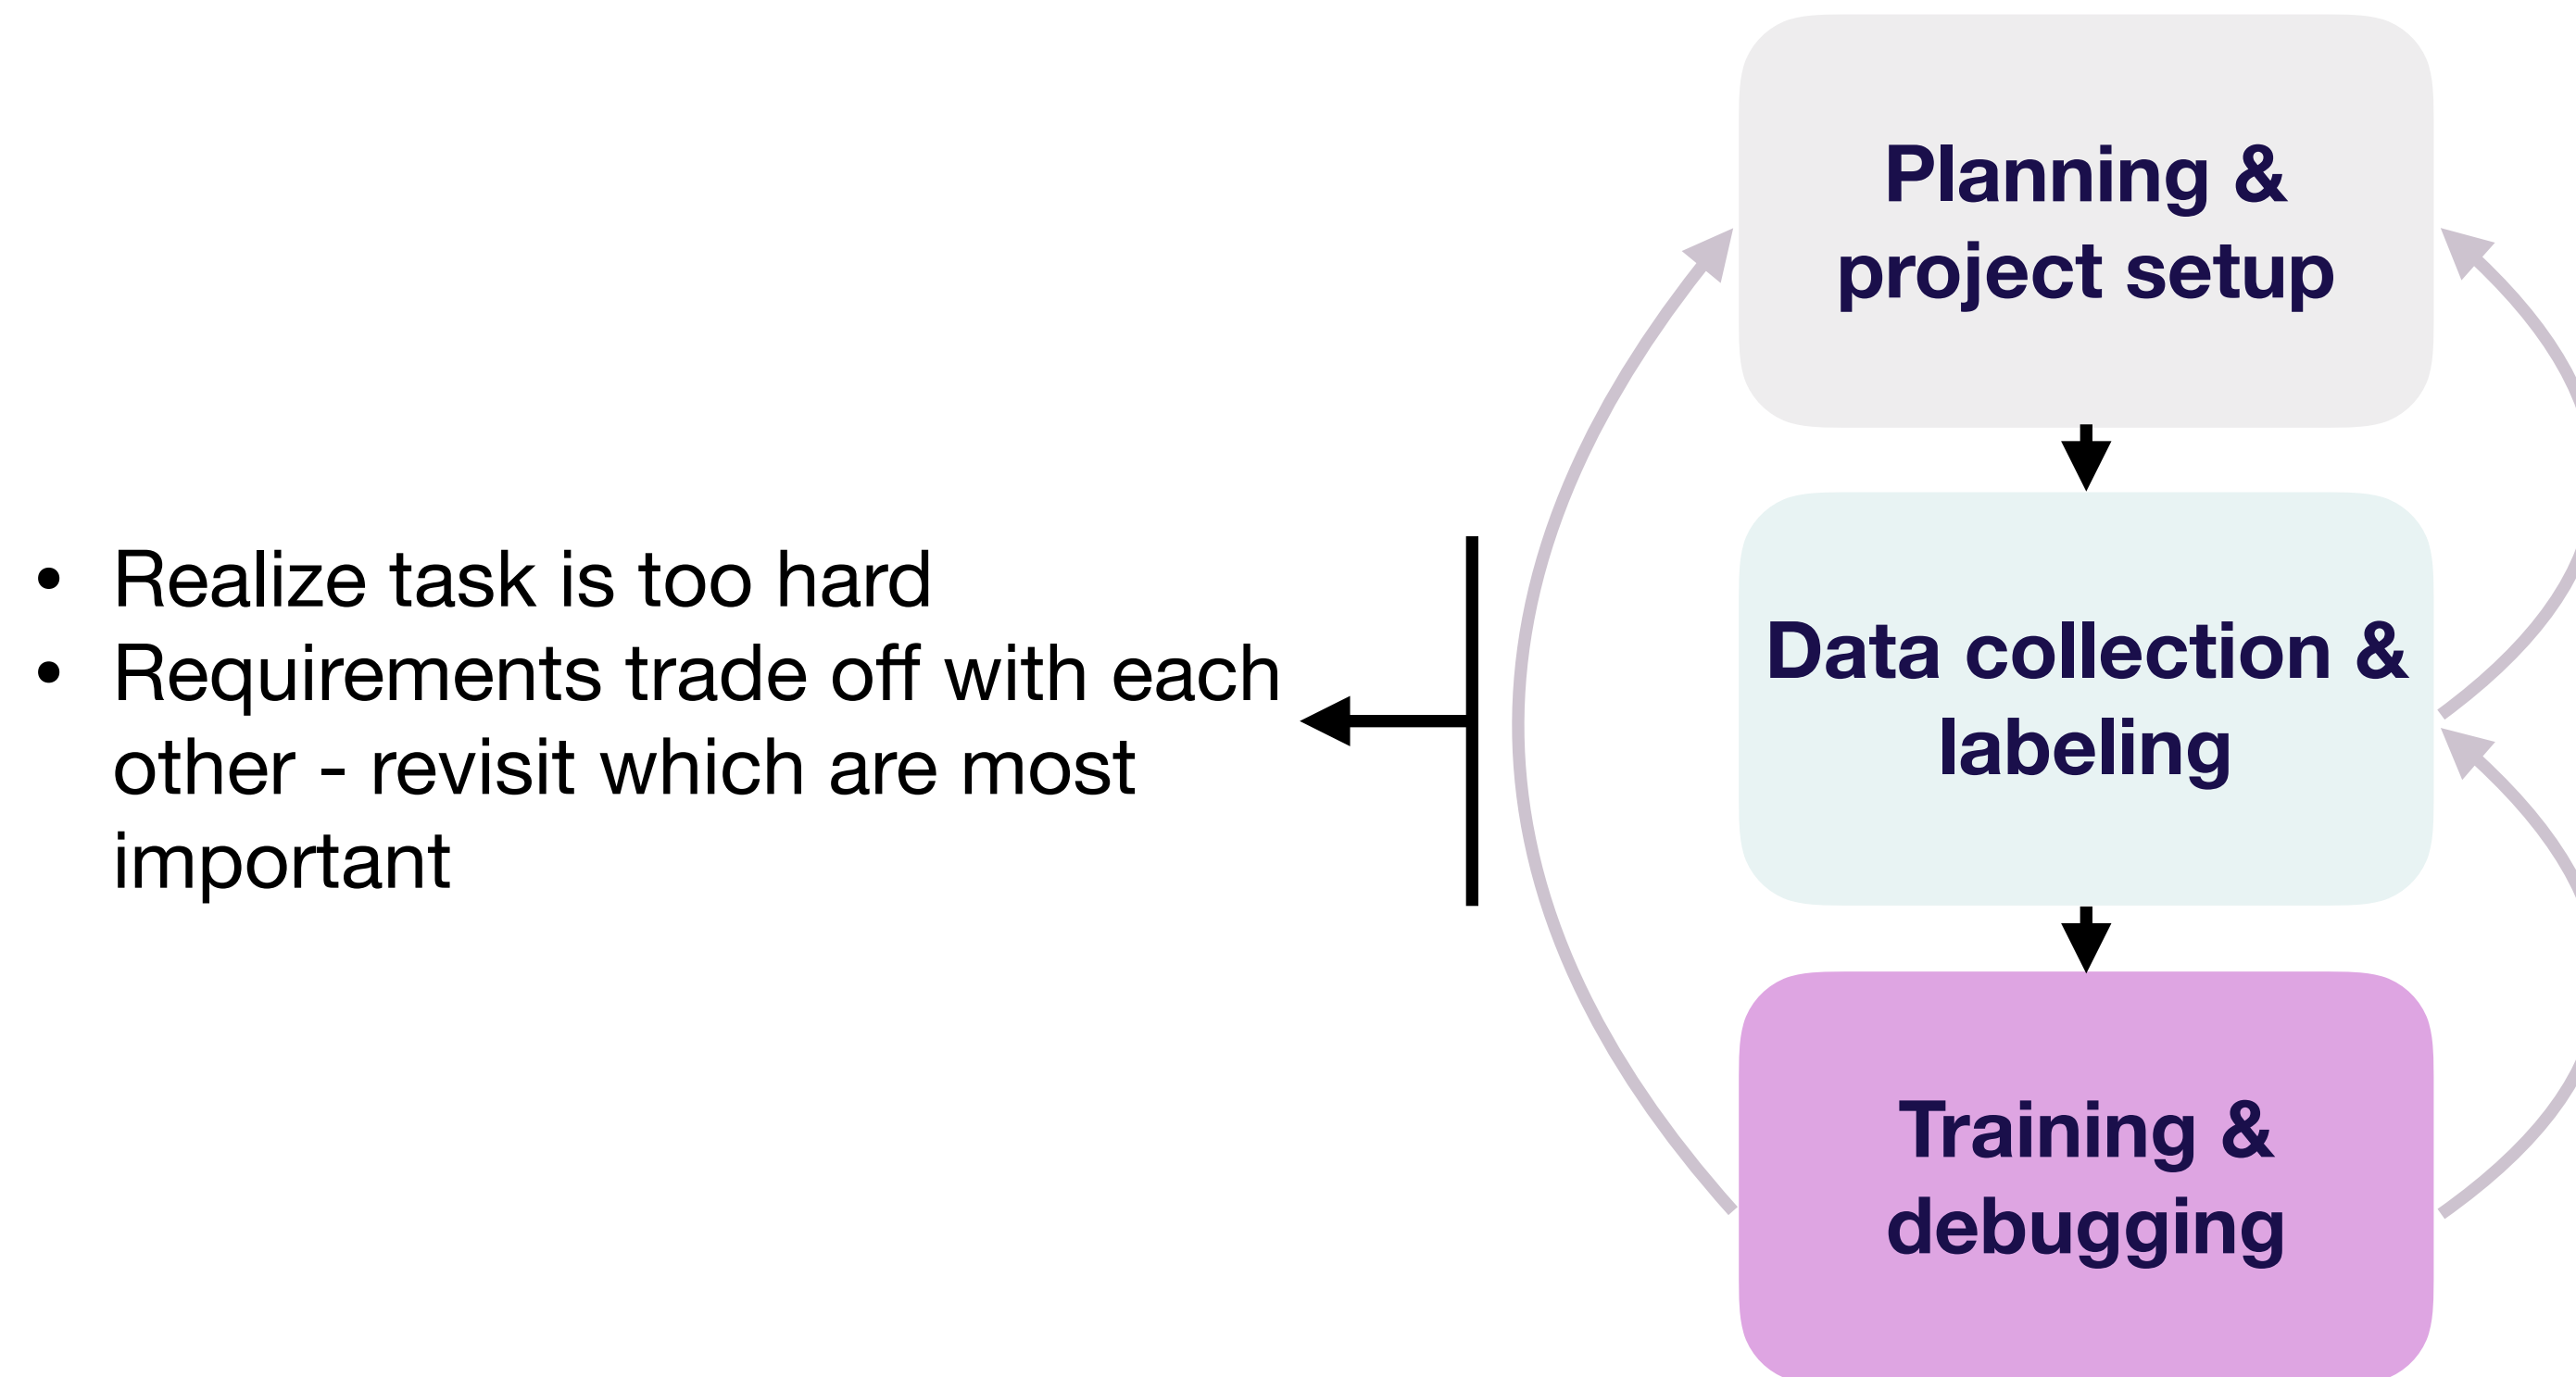 Planning &
project setup
• Realize task is too hard
• Requirements trade off with each
other - revisit which are most
important
Data collection &
labeling
Training &
debugging